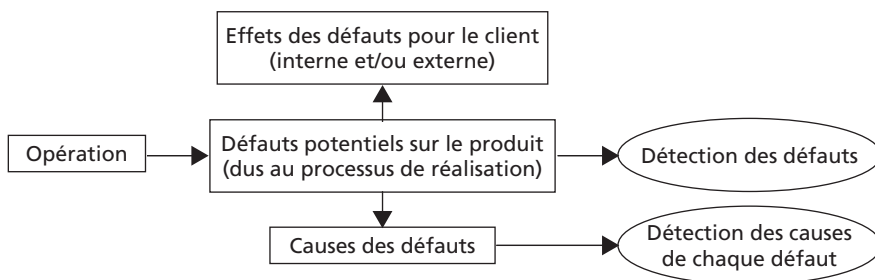 Effets des défauts pour le client
(interne et/ou externe)
Opération
Défauts potentiels sur le produit
(dus au processus de réalisation)
Détection des défauts
Causes des défauts
Détection des causes
de chaque défaut